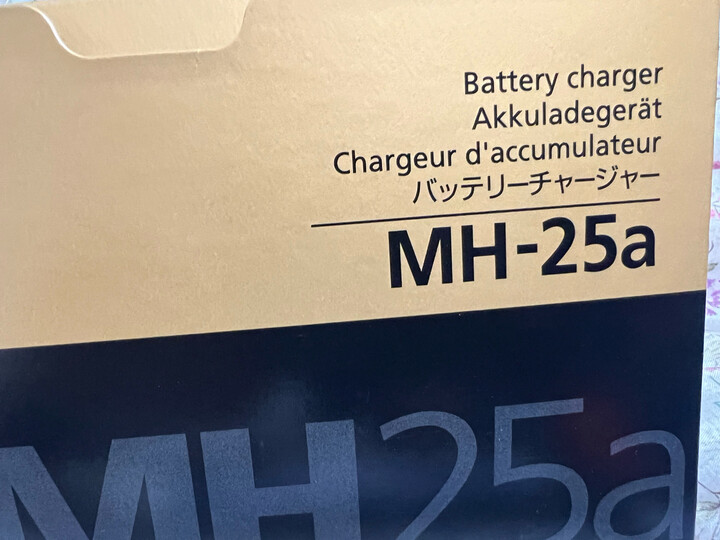 Battery charger
Akkuladegerät
Chargeur d'accumulateur
バッテリーチャージャー
MH-25a
MH25a